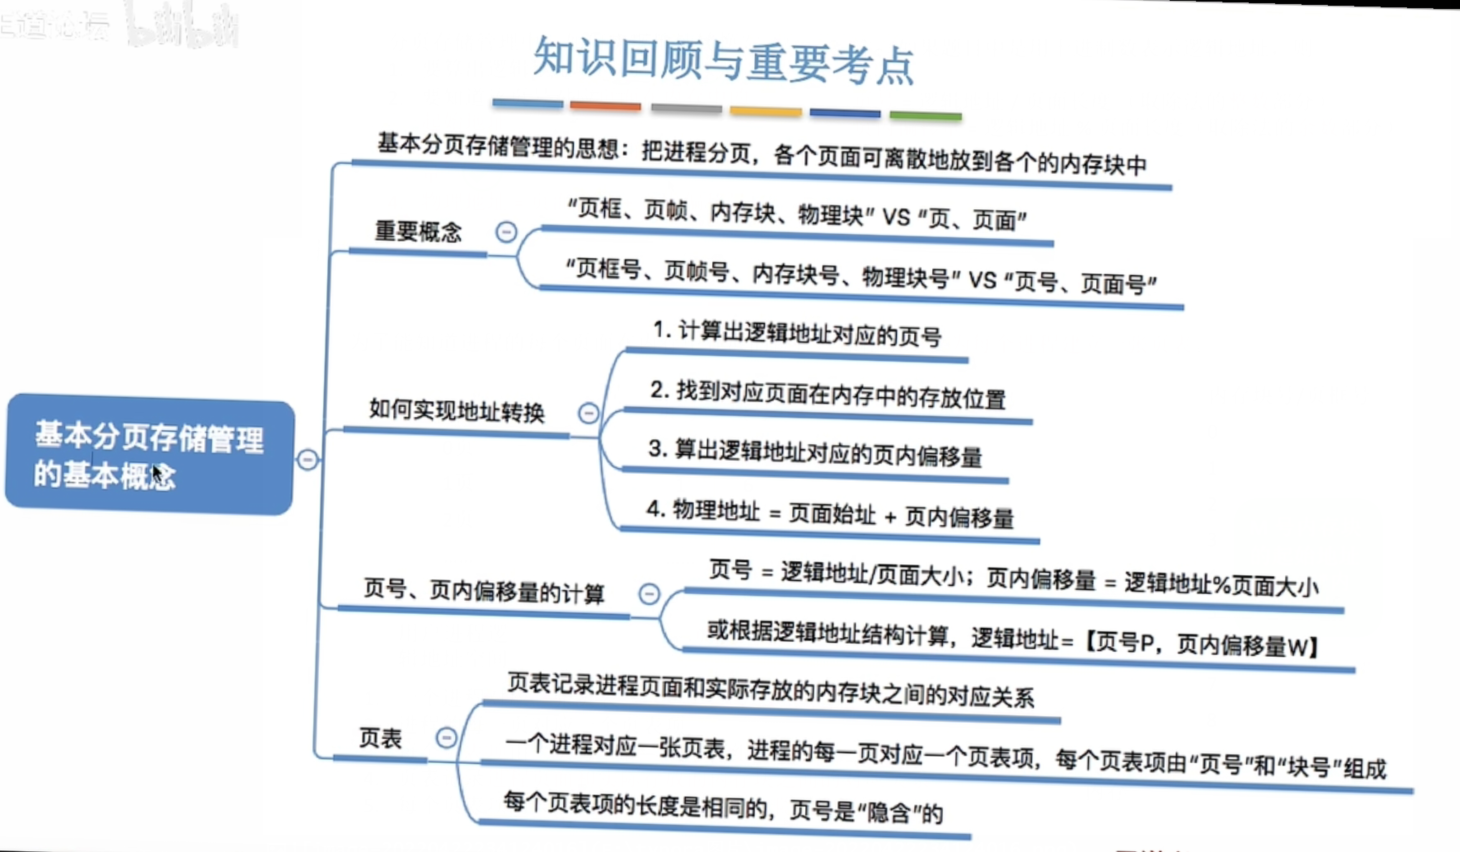 bilibili
知识回顾与重要考点
基本分页存储管理的思想：把进程分页，各个页面可离散地放到各个的内存块中
重要概念
“页框、页帧、内存块、物理块” VS “页、页面”
“页框号、页帧号、内存块号、物理块号” VS “页号、页面号”
如何实现地址转换
1. 计算出逻辑地址对应的页号
2. 找到对应页面在内存中的存放位置
3. 算出逻辑地址对应的页内偏移量
4. 物理地址 = 页面始址 + 页内偏移量
基本分页存储管理
的基本概念
页号、页内偏移量的计算
页号 = 逻辑地址/页面大小；页内偏移量 = 逻辑地址%页面大小
或根据逻辑地址结构计算，逻辑地址=【页号P，页内偏移量W】
页表
页表记录进程页面和实际存放的内存块之间的对应关系
一个进程对应一张页表，进程的每一页对应一个页表项，每个页表项由“页号”和“块号”组成
每个页表项的长度是相同的，页号是“隐含”的